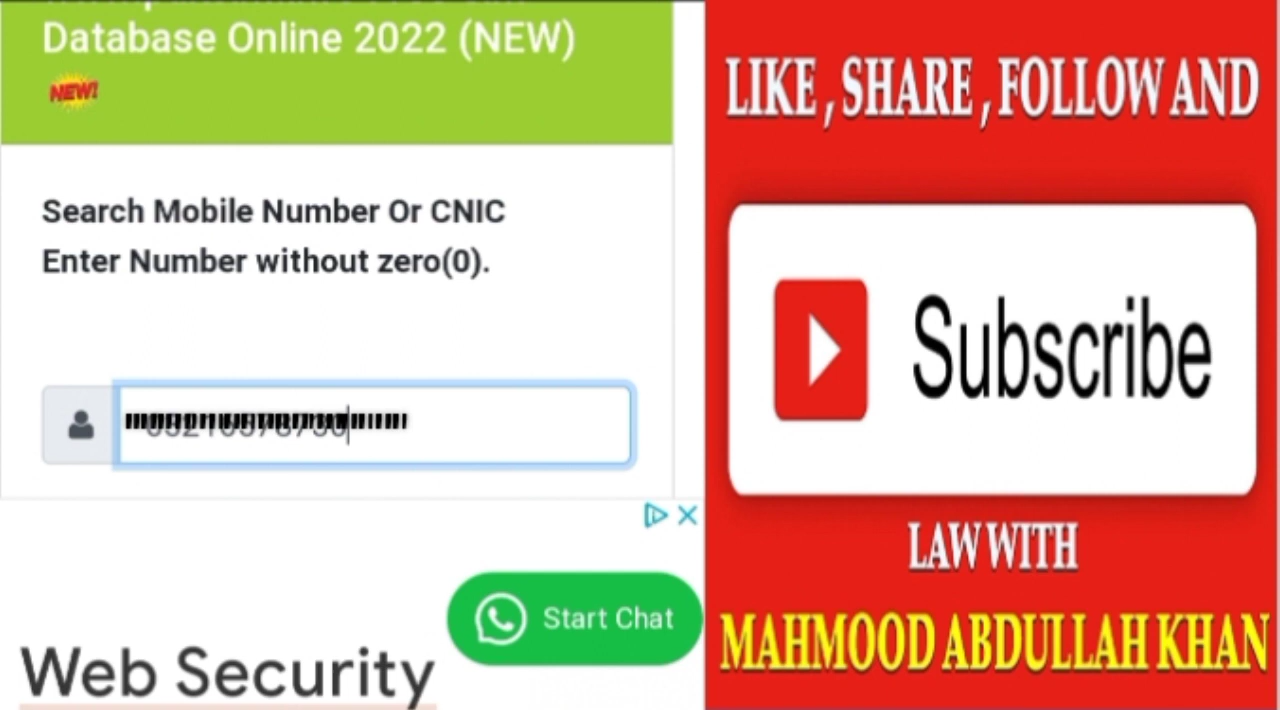 Database Online 2022 (NEW)
NEW!
Search Mobile Number Or CNIC
Enter Number without zero(0).
Start Chat
Web Security
LIKE , SHARE , FOLLOW AND
Subscribe
LAW WITH
MAHMOOD ABDULLAH KHAN